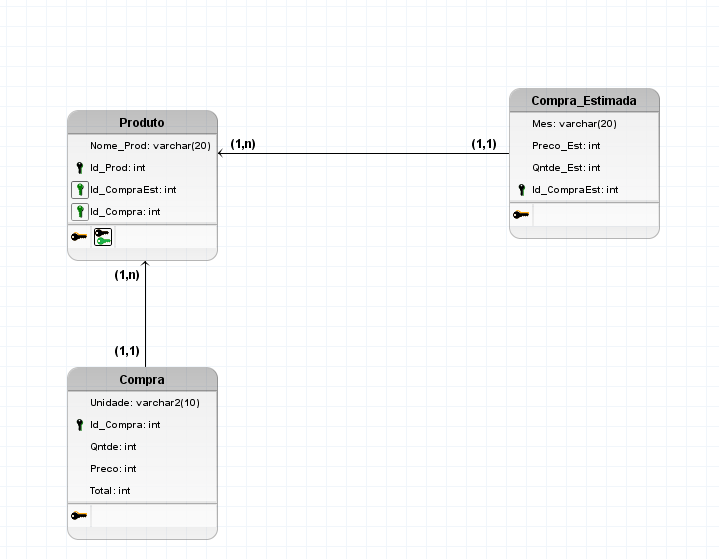 Produto
Nome_Prod: varchar(20)
Id_Prod: int
Id_CompraEst: int
Id_Compra: int
(1,n)
(1,1)
Compra_Estimada
Mes: varchar(20)
Preco_Est: int
Qntde_Est: int
Id_CompraEst: int
(1,n)
(1,1)
Compra
Unidade: varchar2(10)
Id_Compra: int
Qntde: int
Preco: int
Total: int